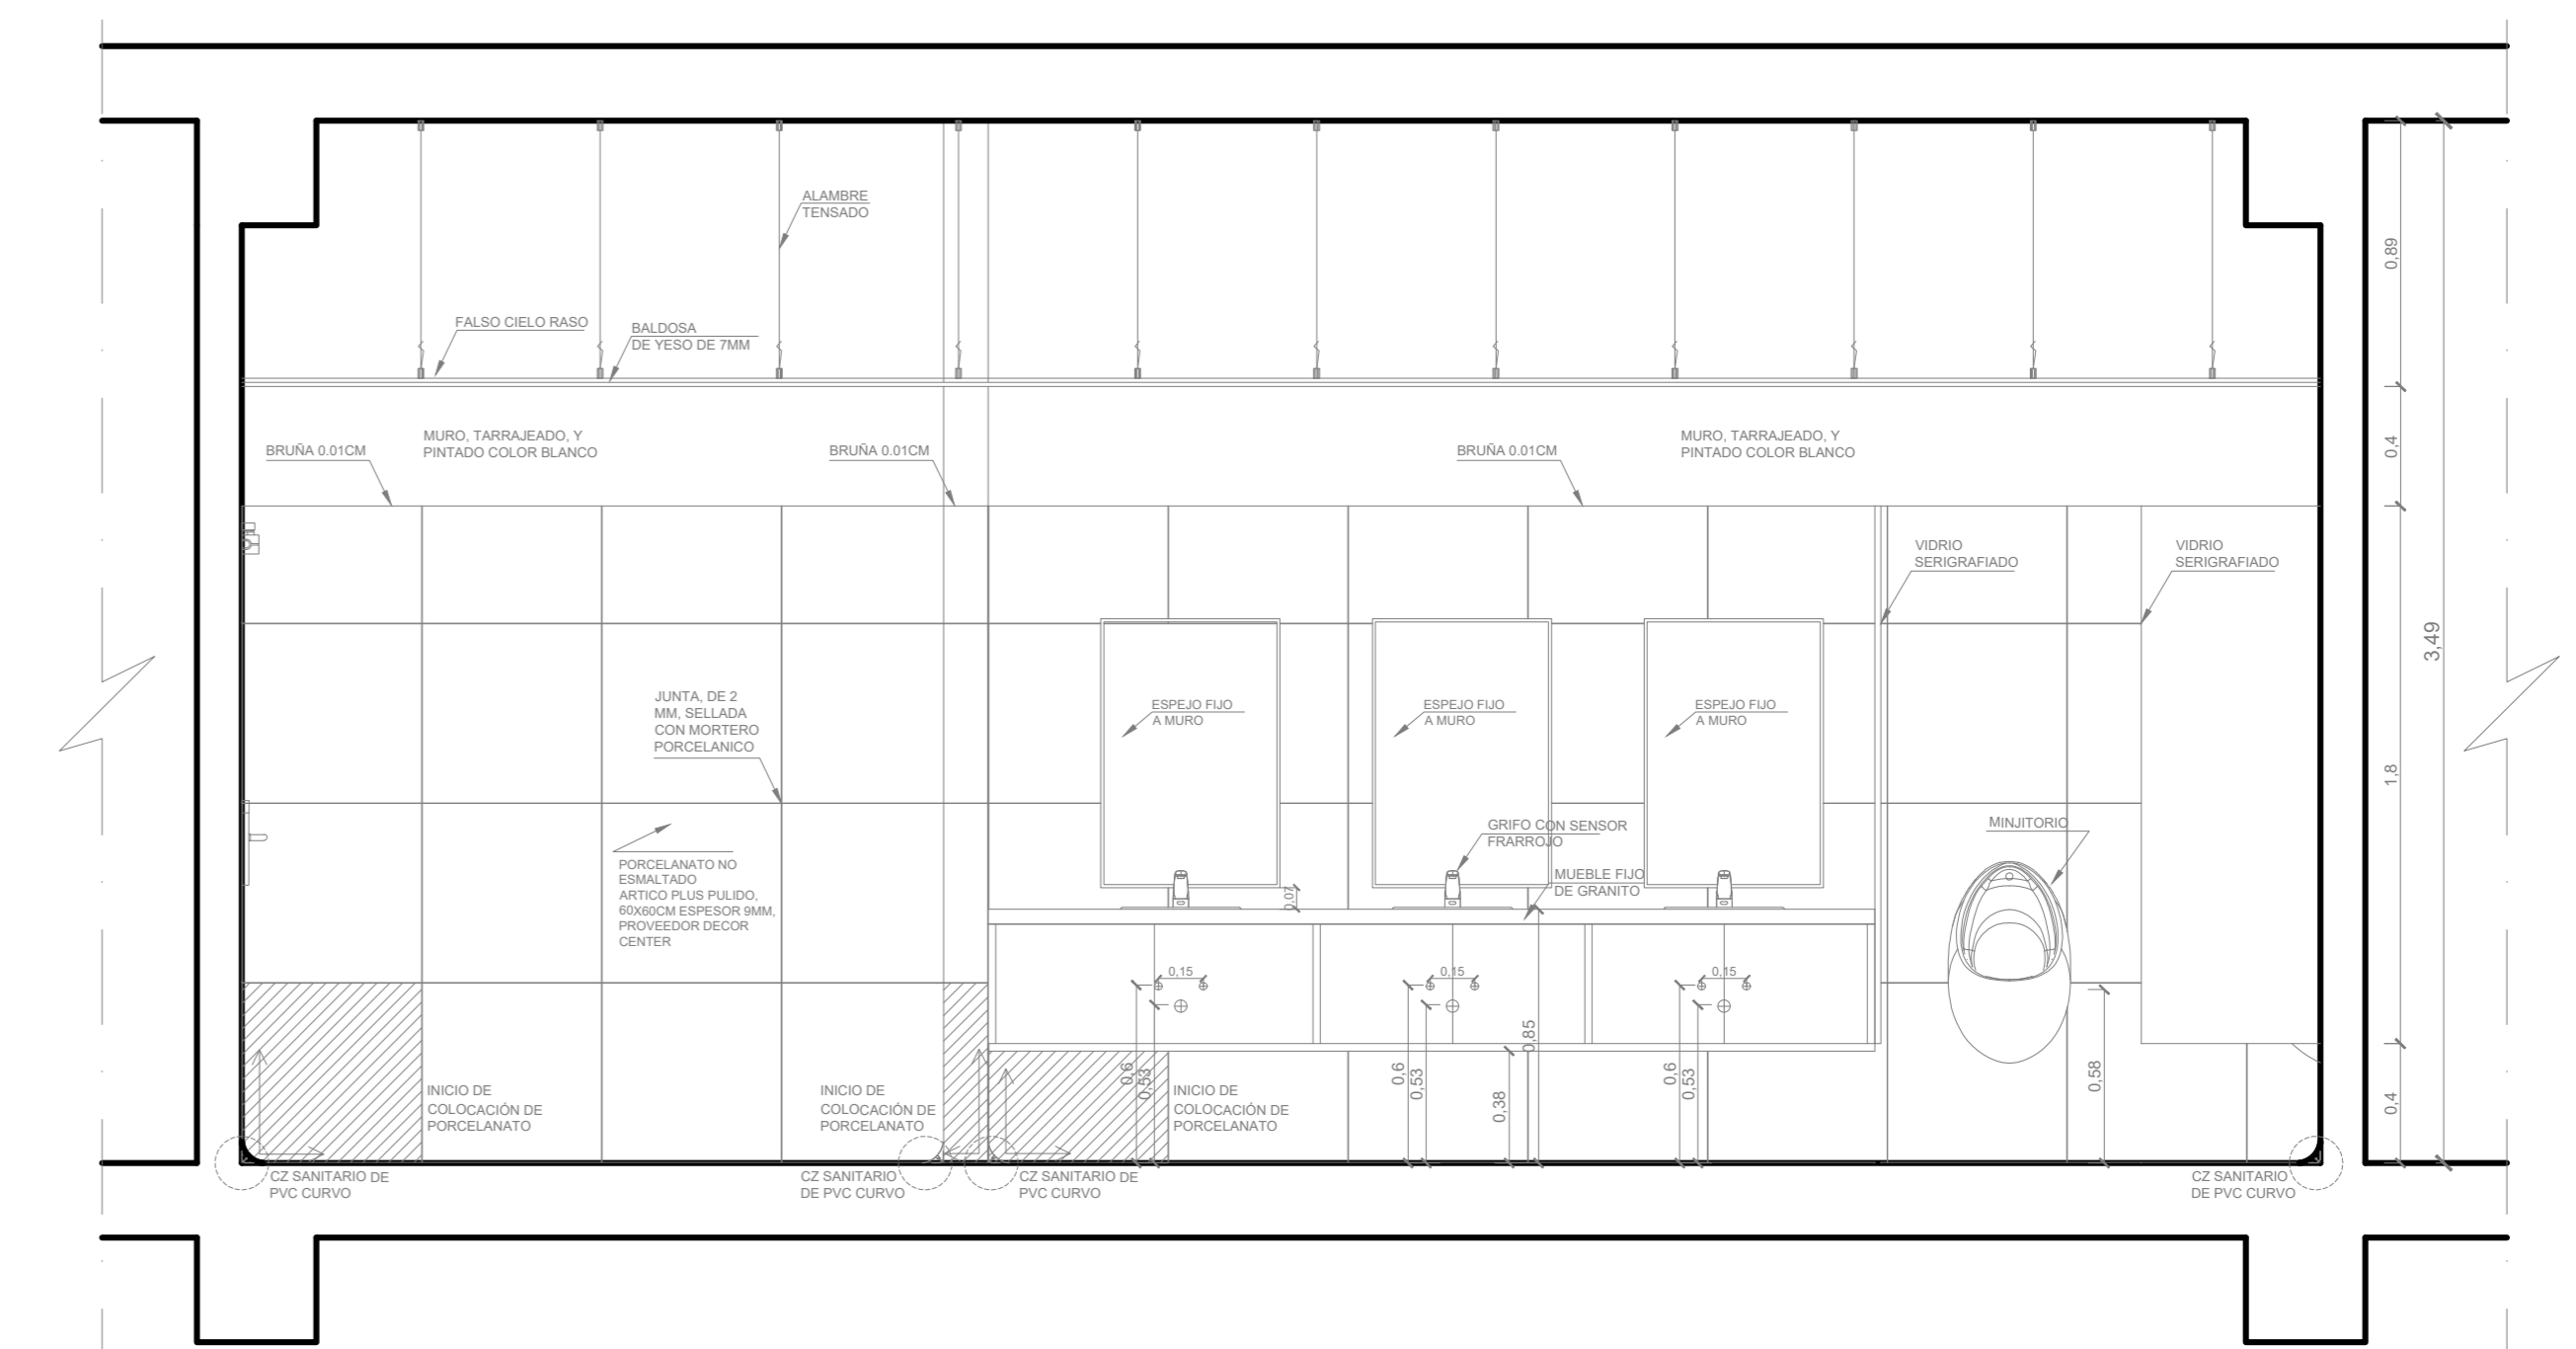 ALAMBRE
TENSADO
FALSO CIELO RASO
BALDOSA
DE YESO DE 7MM
0,89
MURO, TARRAJEADO, Y
PINTADO COLOR BLANCO
MURO, TARRAJEADO, Y
PINTADO COLOR BLANCO
BRUÑA 0.01CM
BRUÑA 0.01CM
BRUÑA 0.01CM
0,4
VIDRIO
SERIGRAFIADO
VIDRIO
SERIGRAFIADO
3,49
JUNTA, DE 2
MM, SELLADA
CON MORTERO
PORCELANICO
ESPEJO FIJO
A MURO
ESPEJO FIJO
A MURO
ESPEJO FIJO
A MURO
1,8
GRIFO CON SENSOR
FRARROJO
MINJITORIO
PORCELANATO NO
ESMALTADO
ARTICO PLUS PULIDO,
60X60CM ESPESOR 9MM,
PROVEEDOR DECOR
CENTER
MUEBLE FIJO
DE GRANITO
0,07
0,15
0,15
0,15
0,85
0,6
0,53
0,6
0,53
0,38
0,6
0,53
0,58
0,4
INICIO DE
COLOCACIÓN DE
PORCELANATO
INICIO DE
COLOCACIÓN DE
PORCELANATO
INICIO DE
COLOCACIÓN DE
PORCELANATO
CZ SANITARIO DE
PVC CURVO
CZ SANITARIO
DE PVC CURVO
CZ SANITARIO DE
PVC CURVO
CZ SANITARIO
DE PVC CURVO